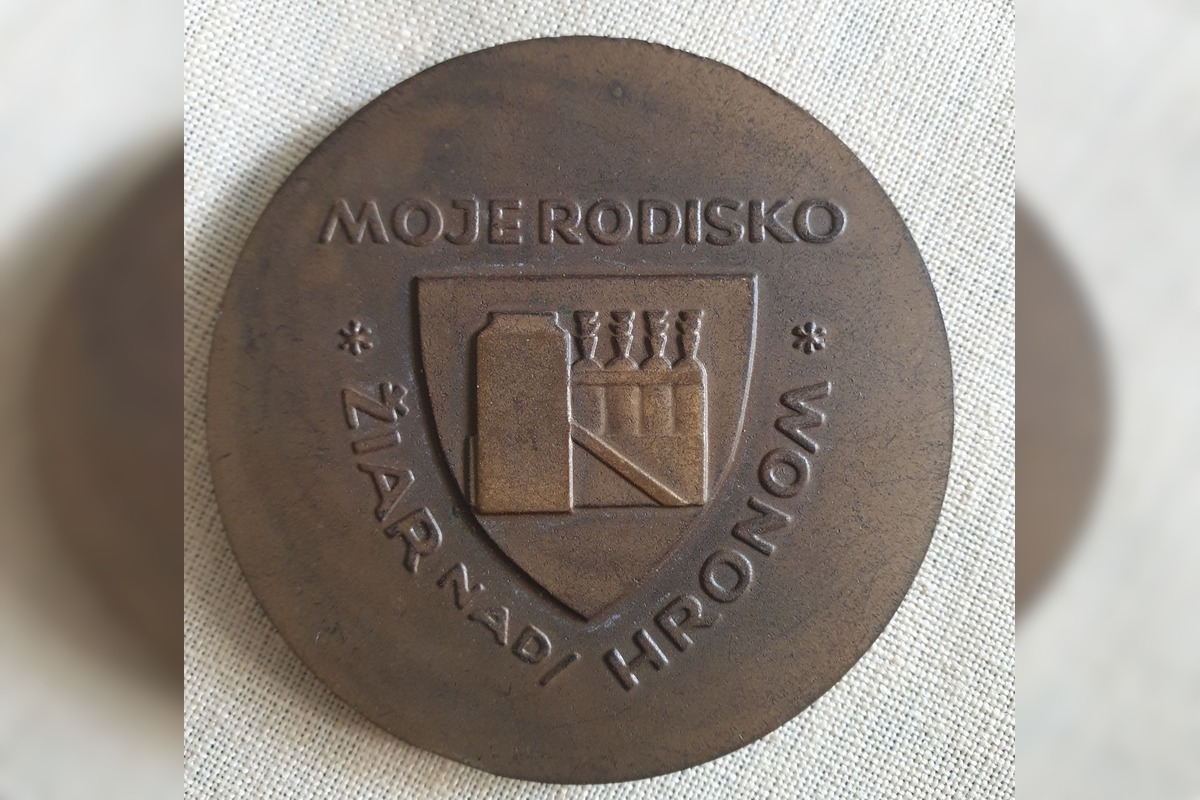 MOJE RODISKO
* ŽIAR NAD/ HRONOM *